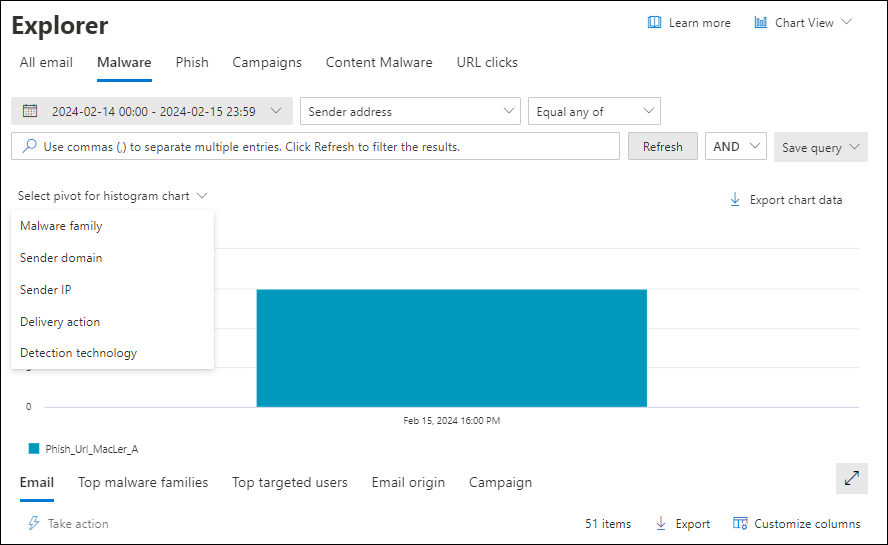 Explorer
Learn more
Chart View
All email Malware Phish Campaigns Content Malware URL clicks
2024-02-14 00:00 - 2024-02-15 23:59 Sender address Equal any of
Use commas (,) to separate multiple entries. Click Refresh to filter the results. Refresh AND Save query
Select pivot for histogram chart
Export chart data
Malware family
Sender domain
Sender IP
Delivery action
Detection technology
0
Feb 15, 2024 16:00 PM
Phish_Url_MacLer_A
Email Top malware families Top targeted users Email origin Campaign
Take action 51 items Export Customize columns